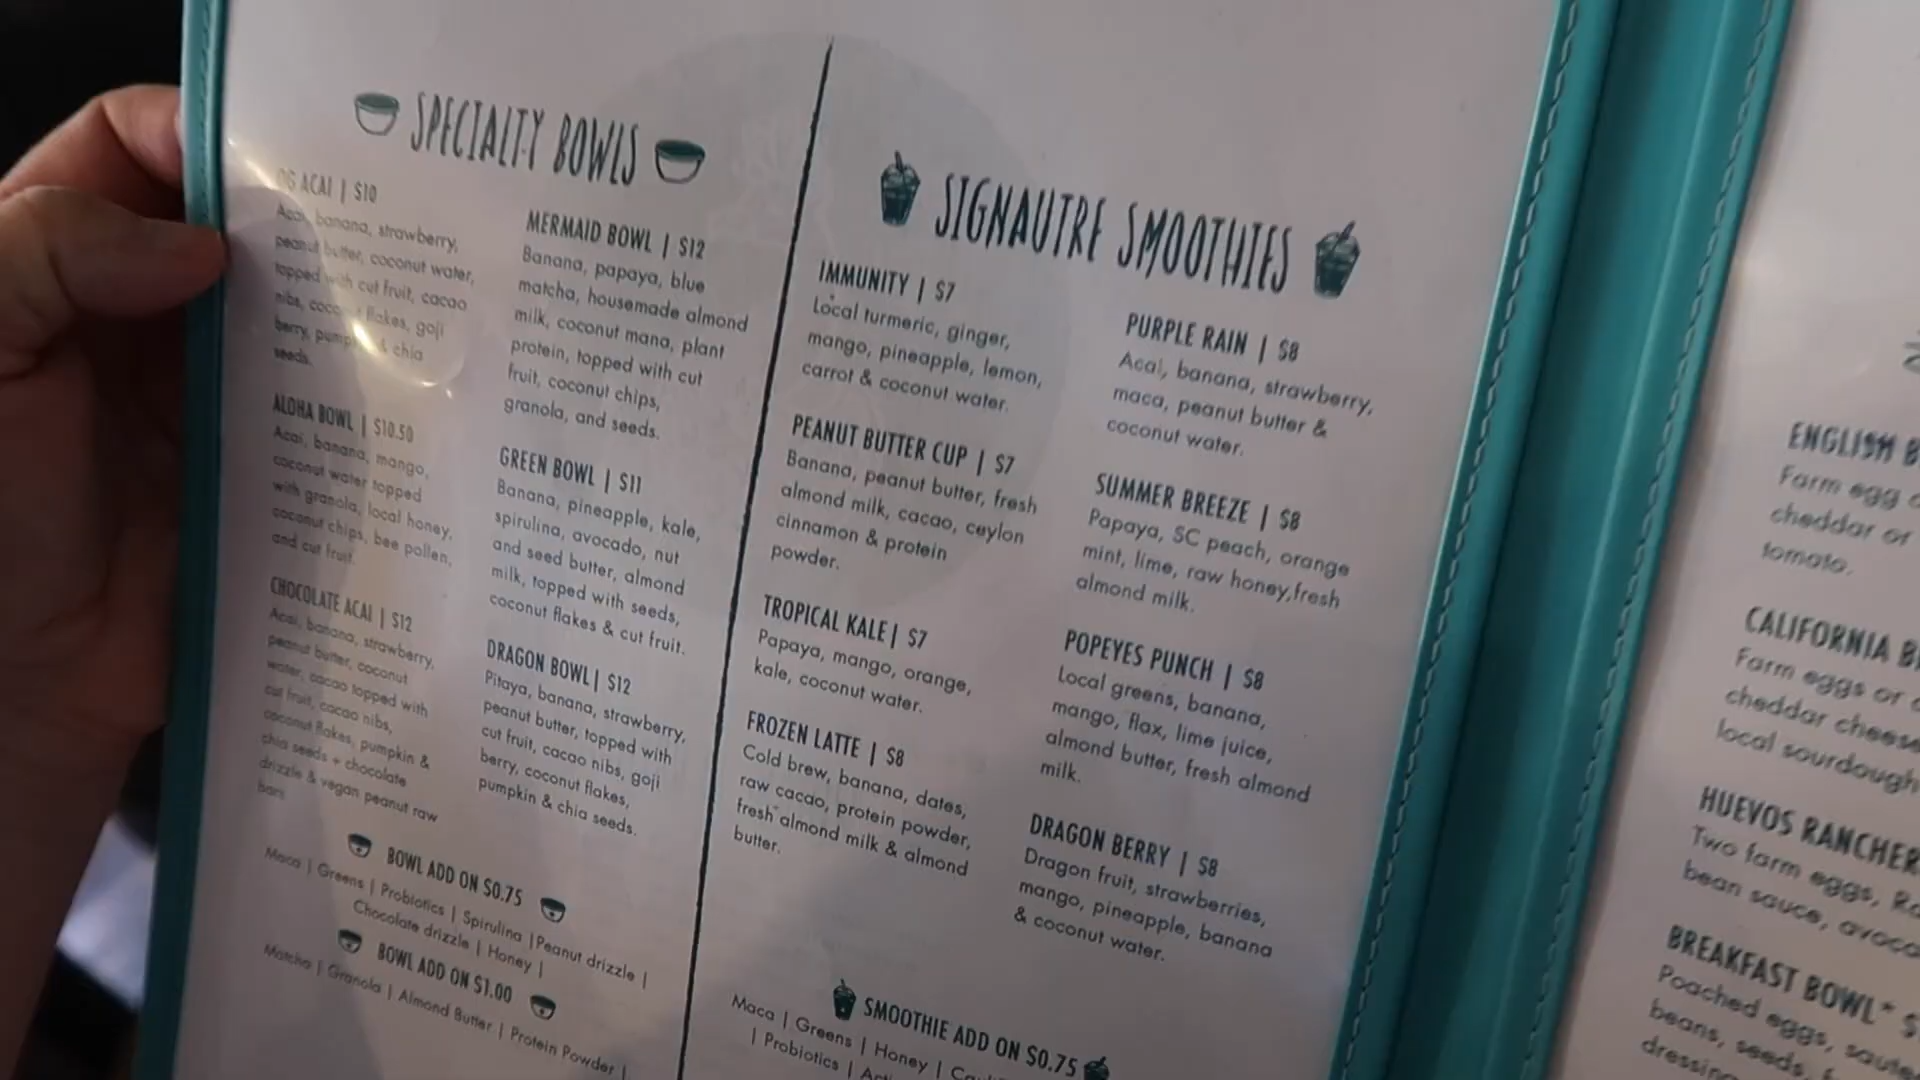 SPECIALTY BOWLS
OG ACAI | $10
Acai, banana, strawberry,
peanut butter, coconut water,
topped with cut fruit, cacao
nibs, coconut flakes, goji
berry, pumpkin & chia
seeds.
ALOHA BOWL | $10.50
Acai, banana, mango,
coconut water topped
with granola, local honey,
coconut chips, bee pollen,
and cut fruit.
CHOCOLATE ACAI | $12
Acai, banana, strawberry,
peanut butter, coconut
water, cacao topped with
cut fruit, cacao nibs,
coconut flakes, pumpkin &
chia seeds + chocolate
drizzle & vegan peanut raw
bars
MERMAID BOWL | $12
Banana, papaya, blue
matcha, housemade almond
milk, coconut mana, plant
protein, topped with cut
fruit, coconut chips,
granola, and seeds.
GREEN BOWL | $11
Banana, pineapple, kale,
spirulina, avocado, nut
and seed butter, almond
milk, topped with seeds,
coconut flakes & cut fruit.
DRAGON BOWL | $12
Pitaya, banana, strawberry,
peanut butter, topped with
cut fruit, cacao nibs, goji
berry, coconut flakes,
pumpkin & chia seeds.
BOWL ADD ON $0.75
Maca | Greens | Probiotics | Spirulina |Peanut drizzle |
Chocolate drizzle | Honey |
BOWL ADD ON $1.00
Matcha | Granola | Almond Butter | Protein Powder |
SIGNAUTRE SMOOTHIES
IMMUNITY | $7
Local turmeric, ginger,
mango, pineapple, lemon,
carrot & coconut water.
PEANUT BUTTER CUP | $7
Banana, peanut butter, fresh
almond milk, cacao, ceylon
cinnamon & protein
powder.
TROPICAL KALE | $7
Papaya, mango, orange,
kale, coconut water.
FROZEN LATTE | $8
Cold brew, banana, dates,
raw cacao, protein powder,
fresh almond milk & almond
butter.
PURPLE RAIN | $8
Acai, banana, strawberry,
maca, peanut butter &
coconut water.
SUMMER BREEZE | $8
Papaya, SC peach, orange
mint, lime, raw honey,fresh
almond milk.
POPEYES PUNCH | $8
Local greens, banana,
mango, flax, lime juice,
almond butter, fresh almond
milk.
DRAGON BERRY | $8
Dragon fruit, strawberries,
mango, pineapple, banana
& coconut water.
SMOOTHIE ADD ON $0.75
Maca | Greens | Honey |
| Probiotics |
ENGLISH
Farm egg
cheddar or
tomato.
CALIFORNIA
Farm eggs or
cheddar cheese
local sourdough
HUEVOS
Two farm eggs,
bean sauce,
BREAKFAST BOWL*
Poached eggs,
beans, seeds,
dressing